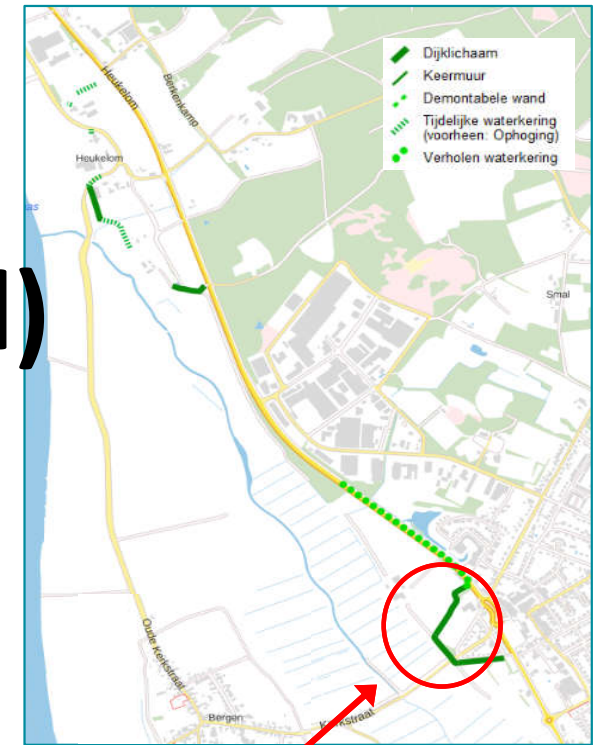 Dijklichaam
Keermuur
Demontabele wand
Tijdelijke waterkering
(voorheen: Ophoging)
Verholen waterkering
Heukelom
Berkenkamp
Heukelom
Smal
)
Oude Kerkstraat
Bergen
Kerkstraat